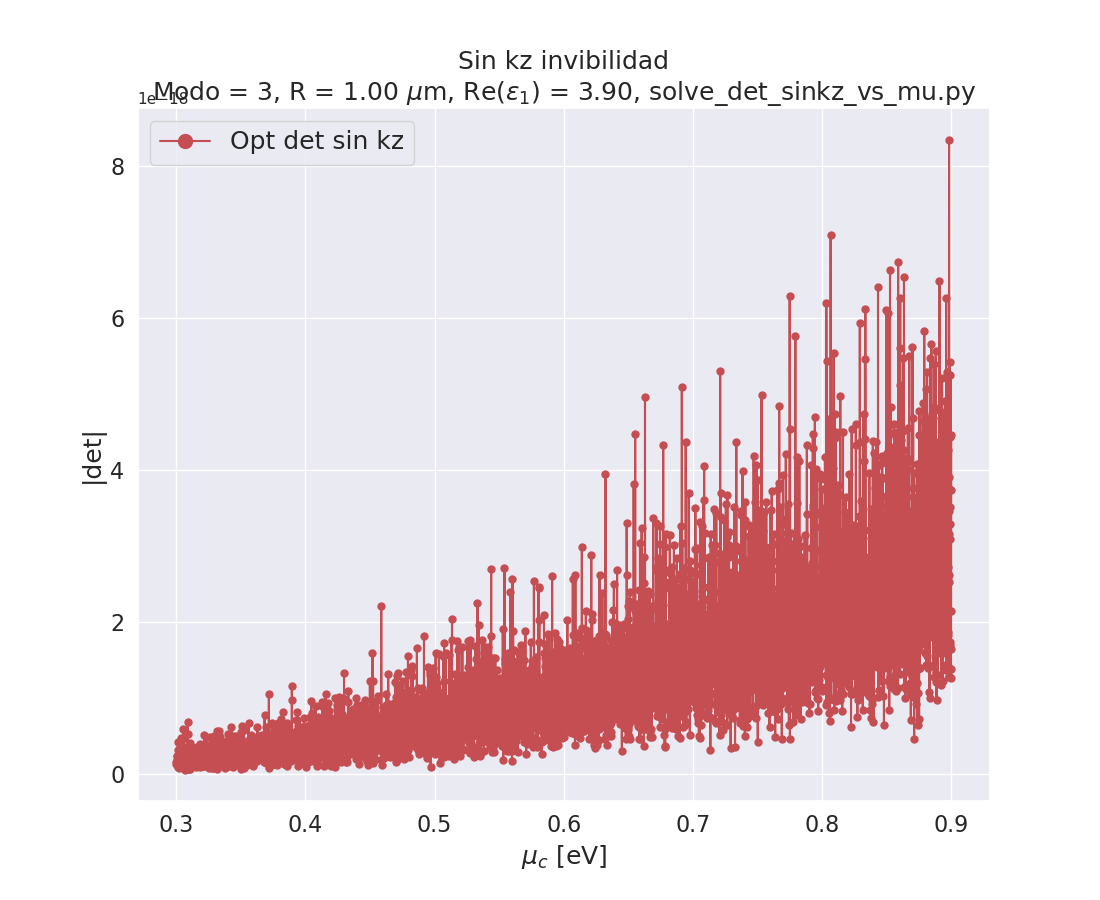 Sin kz invibilidad
Modo = 3, R = 1.00 μm, Re(ε₁) = 3.90, solve_det_sinkz_vs_mu.py
Opt det sin kz
8
6
4
2
0
|det|
0.3 0.4 0.5 0.6 0.7 0.8 0.9
μ_c [eV]